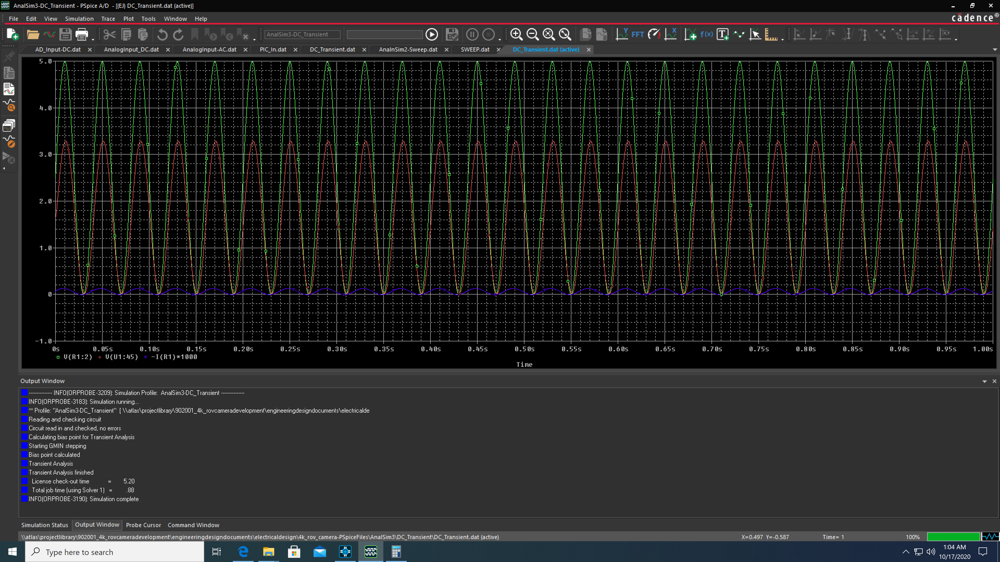 AnalSim3-DC_Transient - PSpice A/D - [(EJ) DC_Transient.dat (active)]
File Edit View Simulation Trace Plot Tools Window Help
cādence®
AnalSim3-DC_Transient
FFT
f(x)
AD_Input-DC.dat AnalogInput_DC.dat AnalogInput-AC.dat PIC_In.dat DC_Transient.dat AnaInSim2-Sweep.dat SWEEP.dat DC_Transient.dat (active)
5.0
4.0
3.0
2.0
1.0
0
-1.0
0s 0.05s 0.10s 0.15s 0.20s 0.25s 0.30s 0.35s 0.40s 0.45s 0.50s 0.55s 0.60s 0.65s 0.70s 0.75s 0.80s 0.85s 0.90s 0.95s 1.00s
V(R1:2) V(U1:45) -I(R1)*1000
Time
Output Window
--------------- INFO(ORPROBE-3209): Simulation Profile: AnalSim3-DC_Transient ---------------
INFO(ORPROBE-3183): Simulation running...
** Profile: "AnalSim3-DC_Transient" [ \\atlas\projectlibrary\902001_4k_rovcameradevelopment\engineeringdesigndocuments\electricalde
Reading and checking circuit
Circuit read in and checked, no errors
Calculating bias point for Transient Analysis
Starting GMIN stepping
Bias point calculated
Transient Analysis
Transient Analysis finished
License check-out time = 5.20
Total job time (using Solver 1) = .88
INFO(ORPROBE-3190): Simulation complete
Simulation Status Output Window Probe Cursor Command Window
\\atlas\projectlibrary\902001_4k_rovcameradevelopment\engineeringdesigndocuments\electricaldesign\4k_rov_camera-PSpiceFiles\AnalSim3\DC_Transient\DC_Transient.dat (active) X=0.497 Y=-0.587 Time= 1 100%
Type here to search
1:04 AM
10/17/2020